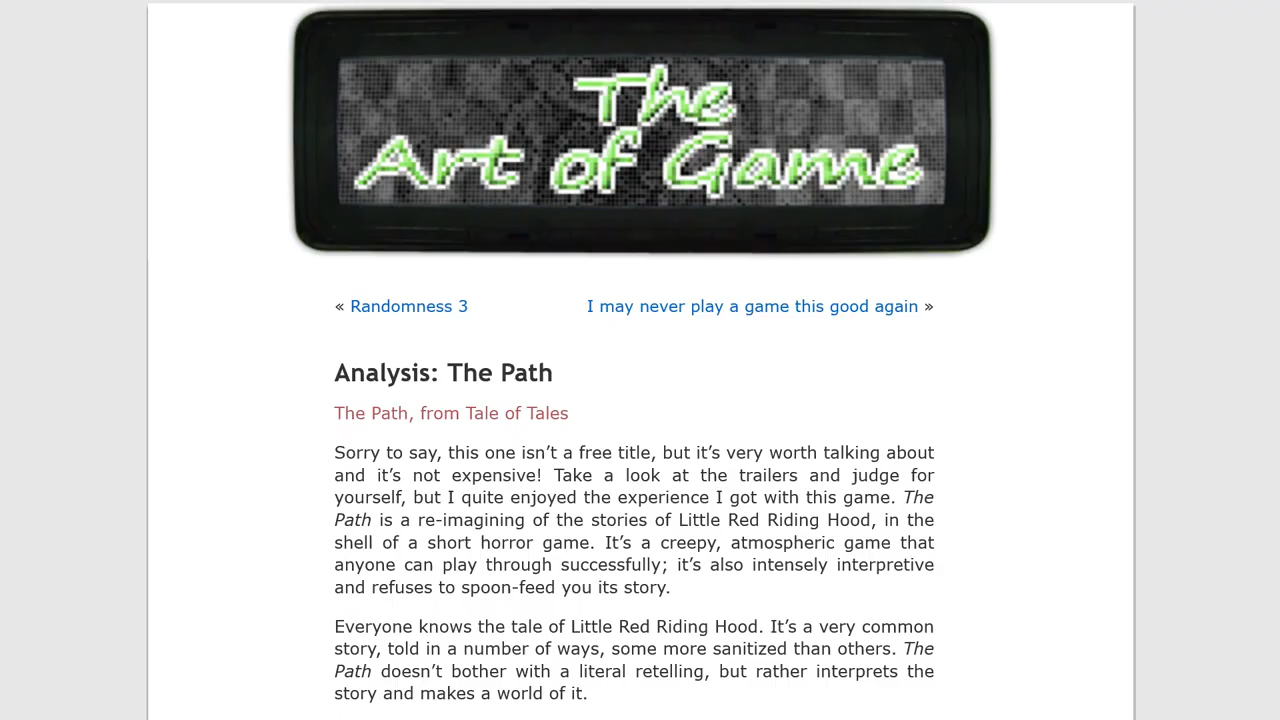 The
Art of Game
« Randomness 3
I may never play a game this good again »
Analysis: The Path
The Path, from Tale of Tales
Sorry to say, this one isn’t a free title, but it’s very worth talking about
and it’s not expensive! Take a look at the trailers and judge for
yourself, but I quite enjoyed the experience I got with this game. The
Path is a re-imagining of the stories of Little Red Riding Hood, in the
shell of a short horror game. It’s a creepy, atmospheric game that
anyone can play through successfully; it’s also intensely interpretive
and refuses to spoon-feed you its story.
Everyone knows the tale of Little Red Riding Hood. It’s a very common
story, told in a number of ways, some more sanitized than others. The
Path doesn’t bother with a literal retelling, but rather interprets the
story and makes a world of it.